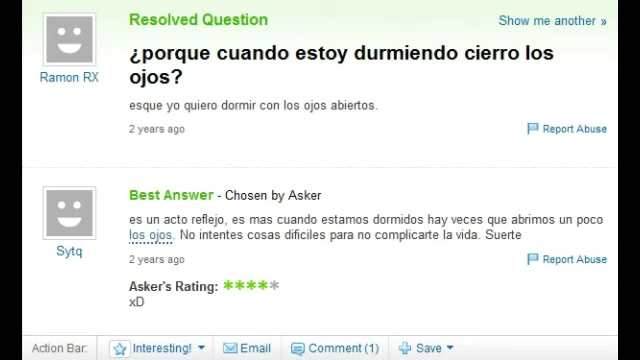 Resolved Question
Show me another »
¿porque cuando estoy durmiendo cierro los
ojos?
Ramon RX
esque yo quiero dormir con los ojos abiertos.
2 years ago
Report Abuse
Best Answer - Chosen by Asker
es un acto reflejo, es mas cuando estamos dormidos hay veces que abrimos un poco
los ojos. No intentes cosas dificiles para no complicarte la vida. Suerte
Sytq
2 years ago
Report Abuse
Asker's Rating: ★★★★★
xD
Action Bar: Interesting! Email Comment (1) Save